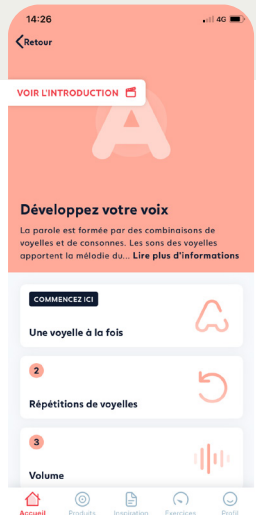 14:26
4G
Retour
VOIR L'INTRODUCTION
Développez votre voix
La parole est formée par des combinaisons de
voyelles et de consonnes. Les sons des voyelles
apportent la mélodie du... Lire plus d'informations
COMMENCEZ ICI
Une voyelle à la fois
2
Répétitions de voyelles
3
Volume
Accueil Produits Inspiration Exercices Profil